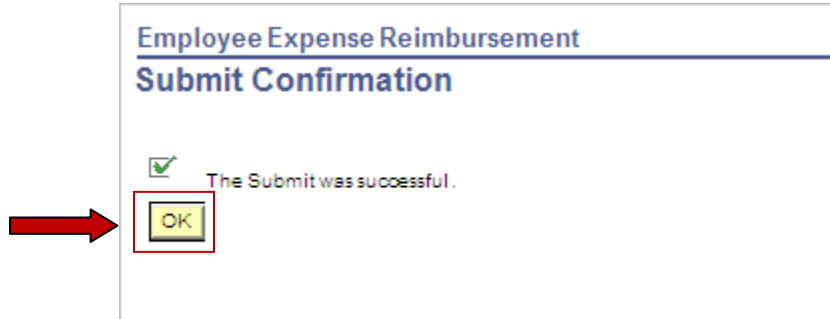 Employee Expense Reimbursement
Submit Confirmation
The Submit was successful.
OK